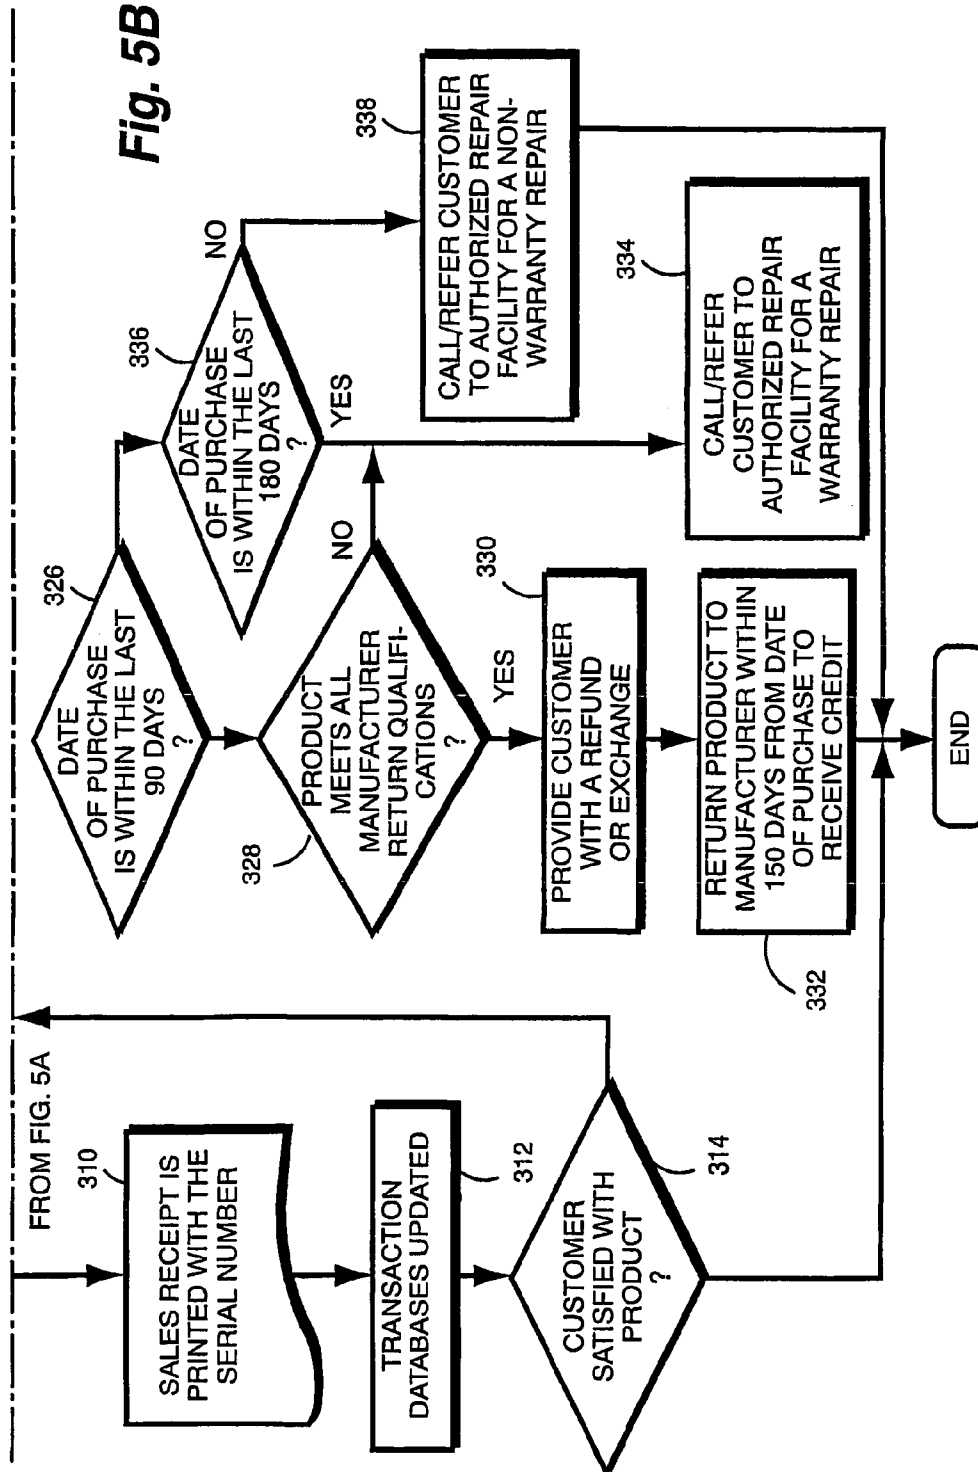 Fig. 5B
FROM FIG. 5A
310
SALES RECEIPT IS
PRINTED WITH THE
SERIAL NUMBER
312
TRANSACTION
DATABASES UPDATED
314
CUSTOMER
SATISFIED WITH
PRODUCT
?
326
DATE
OF PURCHASE
IS WITHIN THE LAST
90 DAYS
?
328
PRODUCT
MEETS ALL
MANUFACTURER
RETURN QUALIFI-
CATIONS
?
NO
YES
330
PROVIDE CUSTOMER
WITH A REFUND
OR EXCHANGE
332
RETURN PRODUCT TO
MANUFACTURER WITHIN
150 DAYS FROM DATE
OF PURCHASE TO
RECEIVE CREDIT
336
DATE
OF PURCHASE
IS WITHIN THE LAST
180 DAYS
?
NO
YES
338
CALL/REFER CUSTOMER
TO AUTHORIZED REPAIR
FACILITY FOR A NON-
WARRANTY REPAIR
334
CALL/REFER
CUSTOMER TO
AUTHORIZED REPAIR
FACILITY FOR A
WARRANTY REPAIR
END